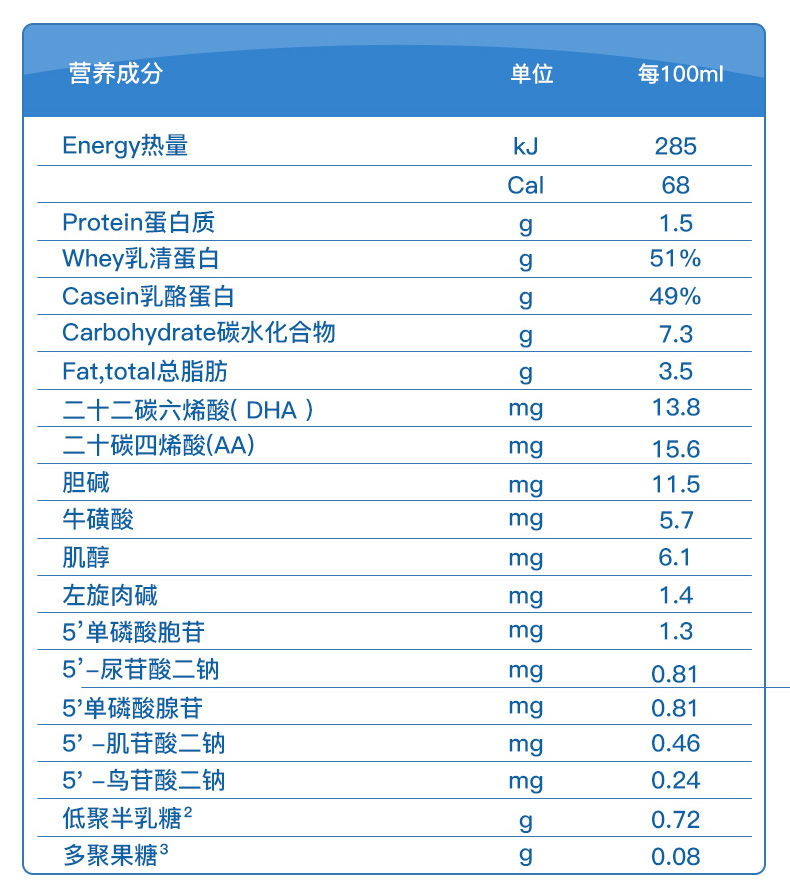 营养成分 单位 每100ml
Energy热量 kJ 285
Cal 68
Protein蛋白质 g 1.5
Whey乳清蛋白 g 51%
Casein乳酪蛋白 g 49%
Carbohydrate碳水化合物 g 7.3
Fat,total总脂肪 g 3.5
二十二碳六烯酸( DHA ) mg 13.8
二十碳四烯酸(AA) mg 15.6
胆碱 mg 11.5
牛磺酸 mg 5.7
肌醇 mg 6.1
左旋肉碱 mg 1.4
5’单磷酸胞苷 mg 1.3
5’–尿苷酸二钠 mg 0.81
5’单磷酸腺苷 mg 0.81
5’ –肌苷酸二钠 mg 0.46
5’ –鸟苷酸二钠 mg 0.24
低聚半乳糖² g 0.72
多聚果糖³ g 0.08